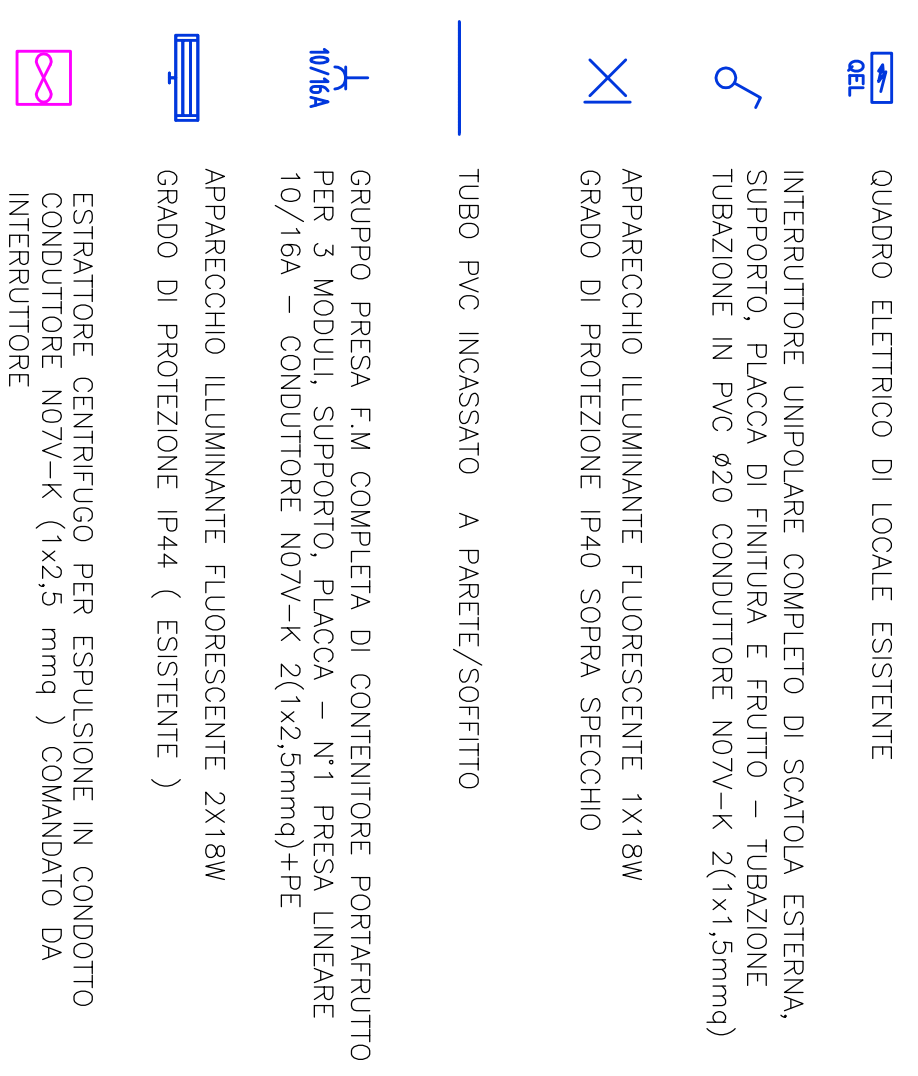 QEL
QUADRO ELETTRICO DI LOCALE ESISTENTE
INTERRUTTORE UNIPOLARE COMPLETO DI SCATOLA ESTERNA,
SUPPORTO, PLACCA DI FINITURA E FRUTTO – TUBAZIONE
TUBAZIONE IN PVC Ø20 CONDUTTORE N07V–K 2(1x1,5mmq)
APPARECCHIO ILLUMINANTE FLUORESCENTE 1X18W
GRADO DI PROTEZIONE IP40 SOPRA SPECCHIO
TUBO PVC INCASSATO A PARETE/SOFFITTO
10/16A
GRUPPO PRESA F.M COMPLETA DI CONTENITORE PORTAFRUTTO
PER 3 MODULI, SUPPORTO, PLACCA – N°1 PRESA LINEARE
10/16A – CONDUTTORE N07V–K 2(1x2,5mmq)+PE
APPARECCHIO ILLUMINANTE FLUORESCENTE 2X18W
GRADO DI PROTEZIONE IP44 ( ESISTENTE )
ESTRATTORE CENTRIFUGO PER ESPULSIONE IN CONDOTTO
CONDUTTORE N07V–K (1x2,5 mmq ) COMANDATO DA
INTERRUTTORE